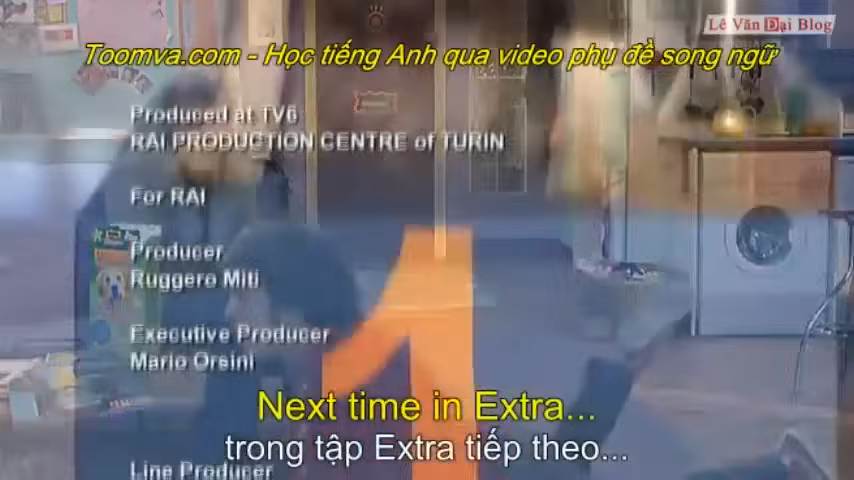 Lê Văn Đại Blog
Toomva.com - Học tiếng Anh qua video phụ đề song ngữ
Produced at TV6
RAI PRODUCTION CENTRE of TURIN
For RAI
Producer
Ruggero Miti
Executive Producer
Mario Orsini
1
Next time in Extra...
trong tập Extra tiếp theo...
Line Producer